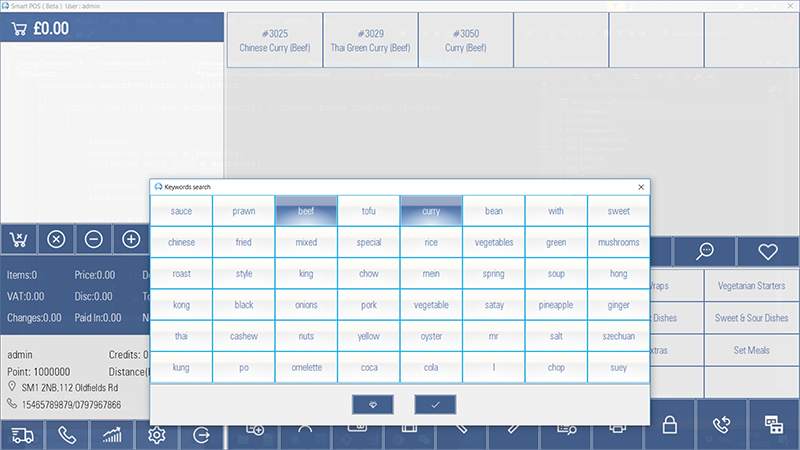 Smart POS ( Beta ) User : admin
£0.00
#3025
Chinese Curry (Beef)
#3029
Thai Green Curry (Beef)
#3050
Curry (Beef)
Keywords search
sauce prawn beef tofu curry bean with sweet
chinese fried mixed special rice vegetables green mushrooms
roast style king chow mein spring soup hong
kong black onions pork vegetable satay pineapple ginger
thai cashew nuts yellow oyster mr salt szechuan
kung po omelette coca cola l chop suey
Items:0 Price:0.00
VAT:0.00 Disc:0.00
Changes:0.00 Paid In:0.00
admin Credits: 0
Point: 1000000 Distance(
SM1 2NB,112 Oldfields Rd
15465789879/0797967866
raps Vegetarian Starters
Dishes Sweet & Sour Dishes
xtras Set Meals